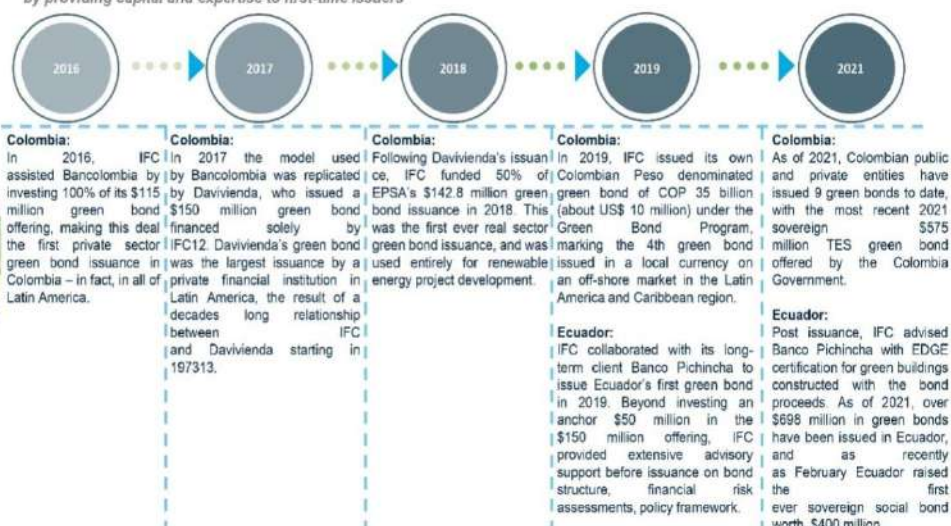 by providing capital and expertise to first-time issuers
2016
2017
2018
2019
2021
Colombia:
In 2016, IFC
assisted Bancolombia by
investing 100% of its $115
million green bond
offering, making this deal
the first private sector
green bond issuance in
Colombia – in fact, in all of
Latin America.
Colombia:
In 2017 the model used
by Bancolombia was replicated
by Davivienda, who issued a
$150 million green bond
financed solely by
IFC12. Davivienda's green bond
was the largest issuance by a
private financial institution in
Latin America, the result of a
decades long relationship
between IFC
and Davivienda starting in
197313.
Colombia:
Following Davivienda's issuan
ce, IFC funded 50% of
EPSA's $142.8 million green
bond issuance in 2018. This
was the first ever real sector
green bond issuance, and was
used entirely for renewable
energy project development.
Colombia:
In 2019, IFC issued its own
Colombian Peso denominated
green bond of COP 35 billion
(about US$ 10 million) under the
Green Bond Program,
marking the 4th green bond
issued in a local currency on
an off-shore market in the Latin
America and Caribbean region.
Ecuador:
IFC collaborated with its long-
term client Banco Pichincha to
issue Ecuador's first green bond
in 2019. Beyond investing an
anchor $50 million in the
$150 million offering, IFC
provided extensive advisory
support before issuance on bond
structure, financial risk
assessments, policy framework.
Colombia:
As of 2021, Colombian public
and private entities have
issued 9 green bonds to date,
with the most recent 2021
sovereign $575
million TES green bond
offered by the Colombia
Government.
Ecuador:
Post issuance, IFC advised
Banco Pichincha with EDGE
certification for green buildings
constructed with the bond
proceeds. As of 2021, over
$698 million in green bonds
have been issued in Ecuador,
and as recently
as February Ecuador raised
the first
ever sovereign social bond
worth $400 million